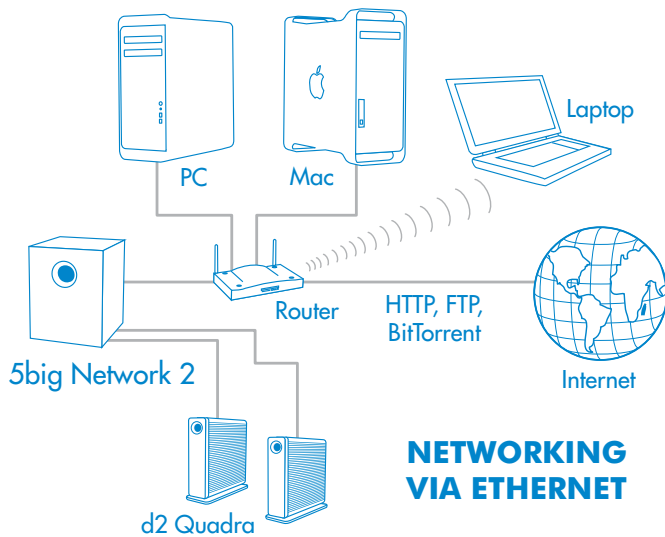 Laptop
PC
Mac
Router
HTTP, FTP,
BitTorrent
5big Network 2
Internet
d2 Quadra
NETWORKING
VIA ETHERNET